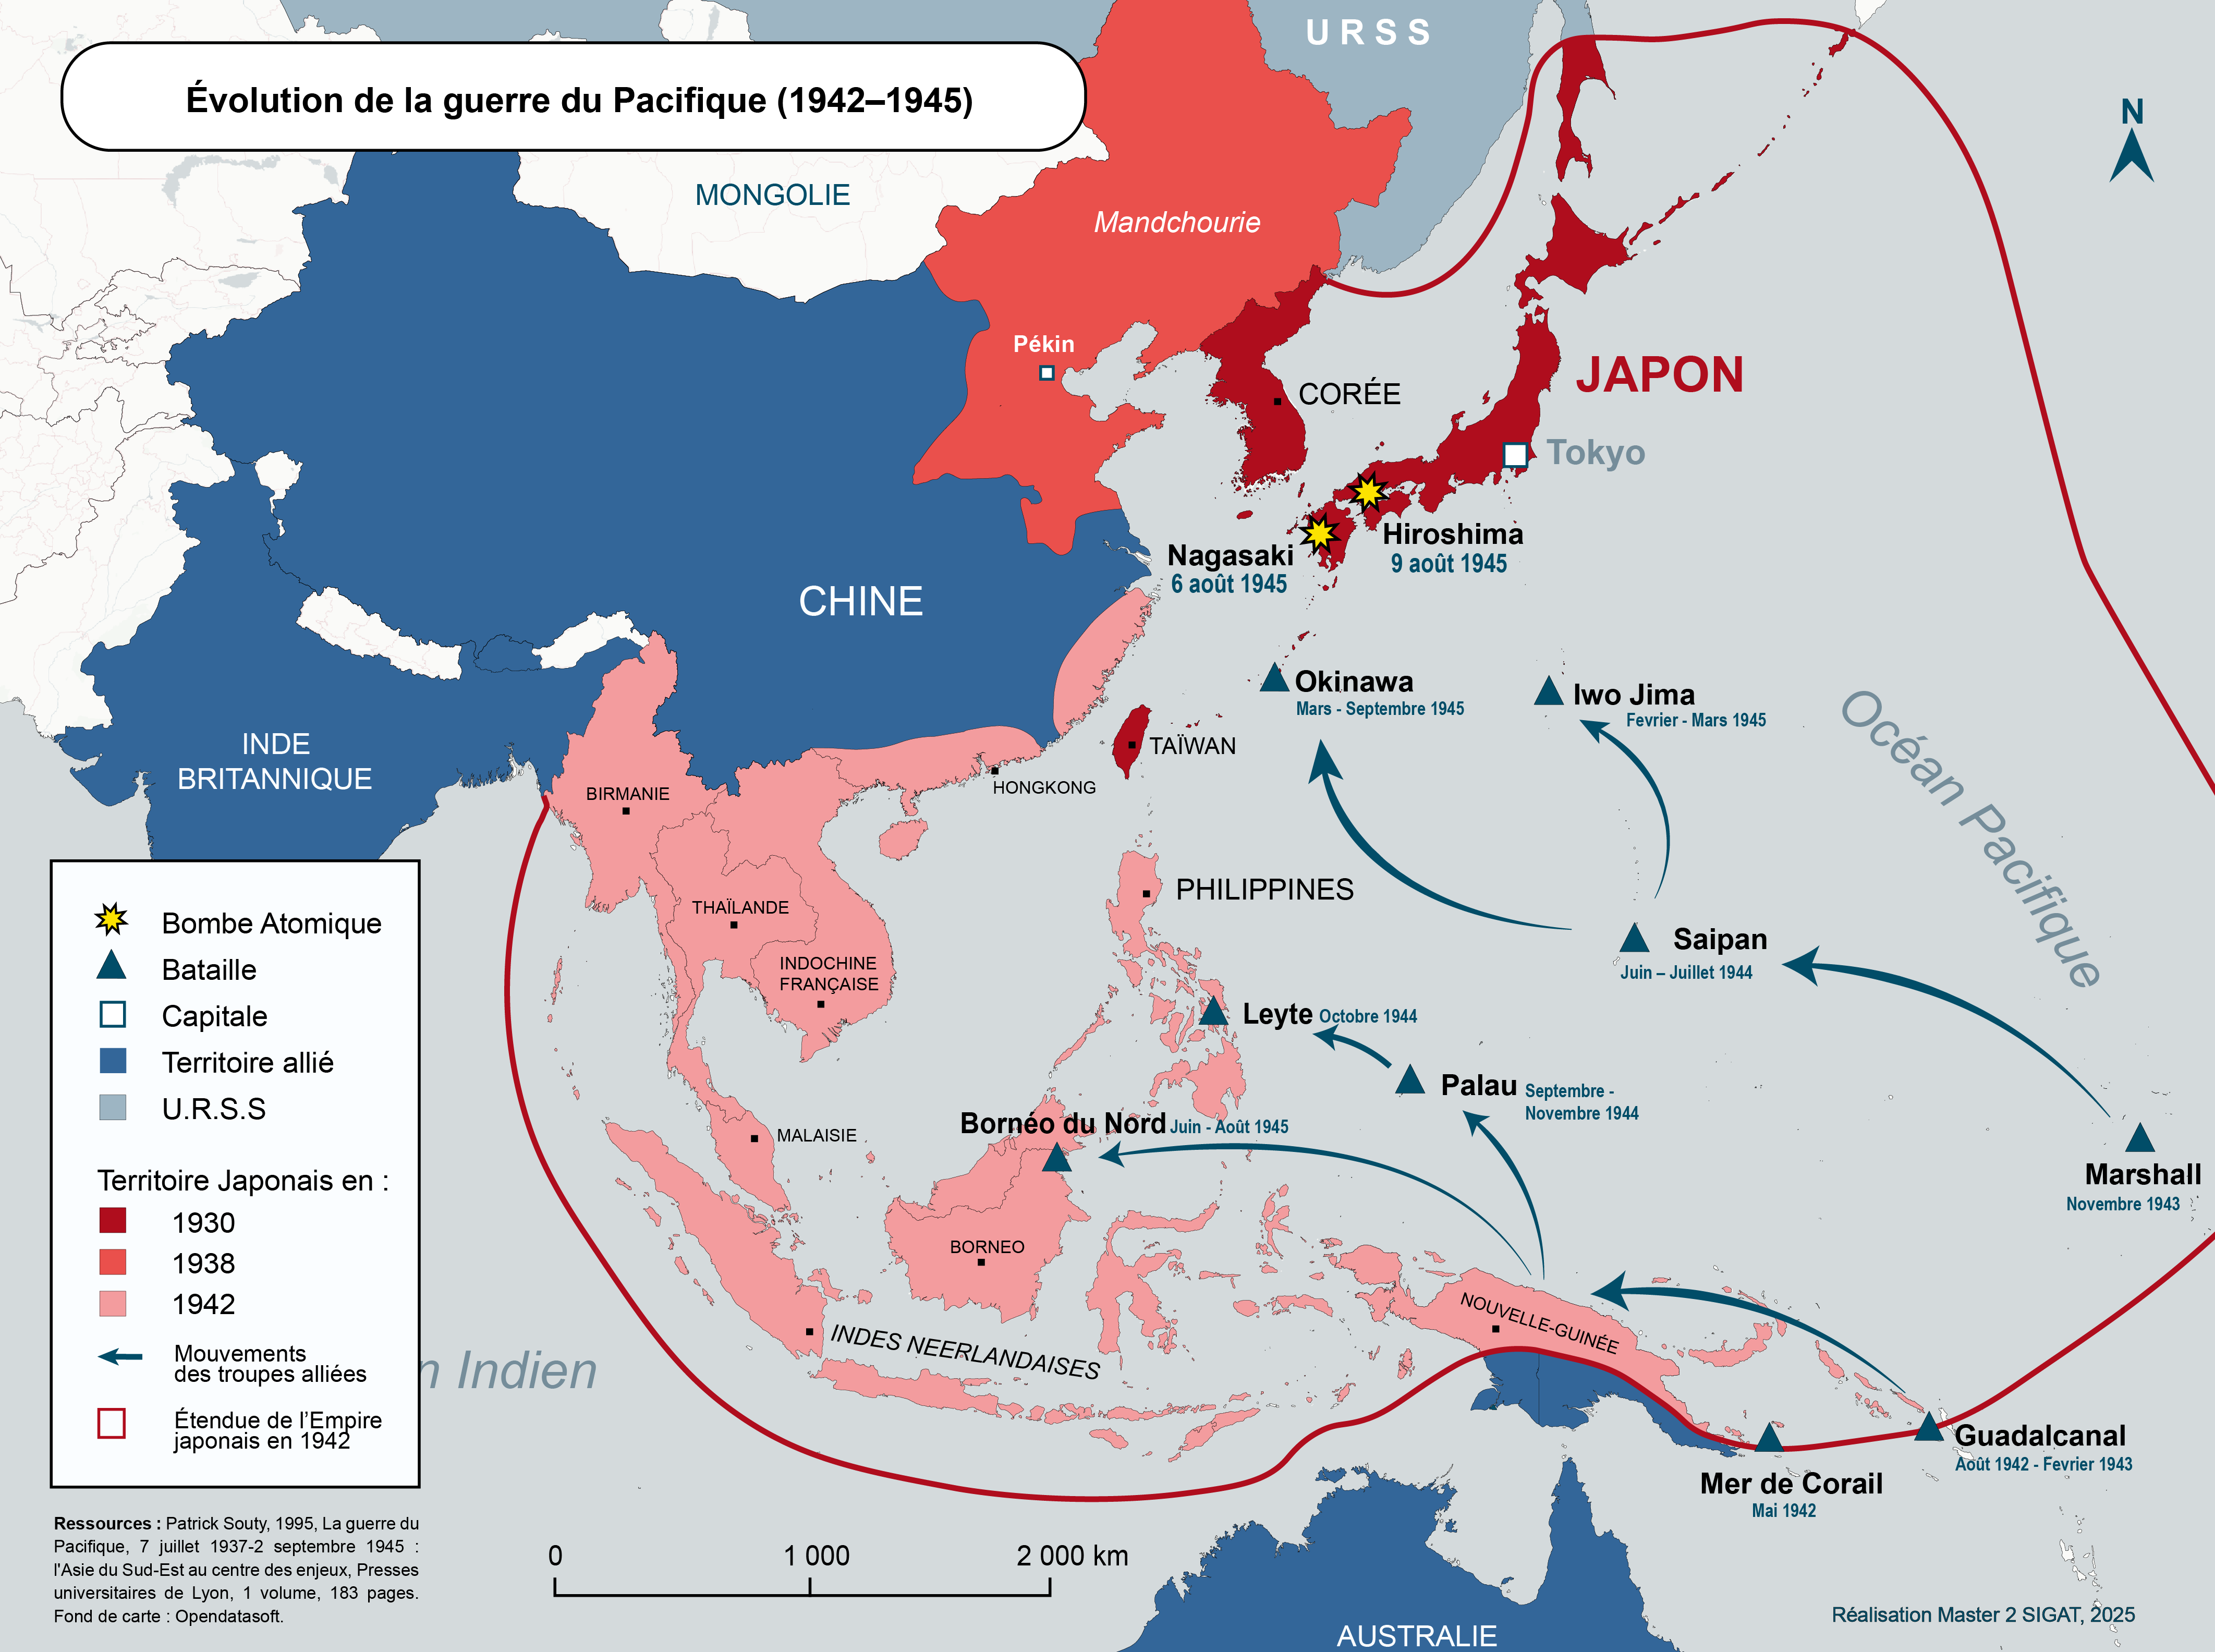 Évolution de la guerre du Pacifique (1942–1945)
URSS
N
MONGOLIE
Mandchourie
Pékin
CORÉE
JAPON
Tokyo
Hiroshima
9 août 1945
Nagasaki
6 août 1945
CHINE
Okinawa
Mars - Septembre 1945
Iwo Jima
Fevrier - Mars 1945
Océan Pacifique
INDE
BRITANNIQUE
TAÏWAN
HONGKONG
BIRMANIE
PHILIPPINES
THAÏLANDE
INDOCHINE
FRANÇAISE
Saipan
Juin – Juillet 1944
Leyte Octobre 1944
Palau Septembre -
Novembre 1944
Bornéo du Nord Juin - Août 1945
MALAISIE
Marshall
Novembre 1943
BORNEO
INDES NEERLANDAISES
NOUVELLE-GUINÉE
n Indien
Guadalcanal
Août 1942 - Fevrier 1943
Mer de Corail
Mai 1942
AUSTRALIE
Bombe Atomique
Bataille
Capitale
Territoire allié
U.R.S.S
Territoire Japonais en :
1930
1938
1942
Mouvements
des troupes alliées
Étendue de l'Empire
japonais en 1942
Ressources : Patrick Souty, 1995, La guerre du
Pacifique, 7 juillet 1937-2 septembre 1945 :
l'Asie du Sud-Est au centre des enjeux, Presses
universitaires de Lyon, 1 volume, 183 pages.
Fond de carte : Opendatasoft.
0 1 000 2 000 km
Réalisation Master 2 SIGAT, 2025